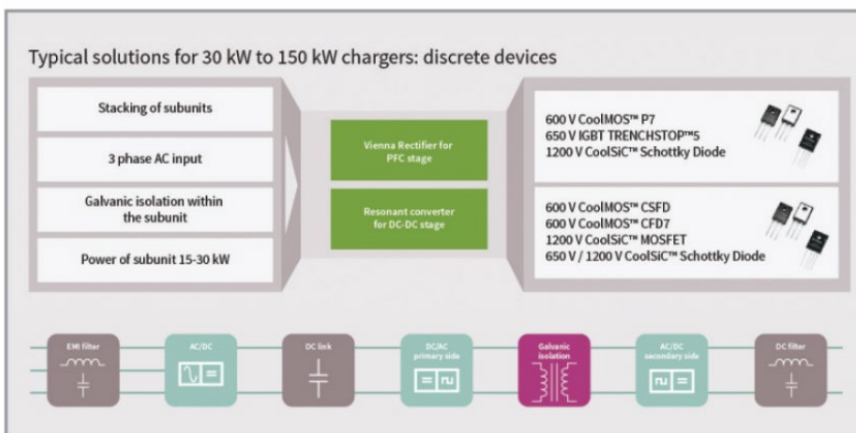 Typical solutions for 30 kW to 150 kW chargers: discrete devices
Stacking of subunits
3 phase AC input
Galvanic isolation within
the subunit
Power of subunit 15-30 kW
Vienna Rectifier for
PFC stage
Resonant converter
for DC-DC stage
600 V CoolMOS™ P7
650 V IGBT TRENCHSTOP™5
1200 V CoolSiC™ Schottky Diode
600 V CoolMOS™ CSFD
600 V CoolMOS™ CFD7
1200 V CoolSiC™ MOSFET
650 V / 1200 V CoolSiC™ Schottky Diode
EMI filter
AC/DC
DC link
DC/AC
primary side
Galvanic
isolation
AC/DC
secondary side
DC filter